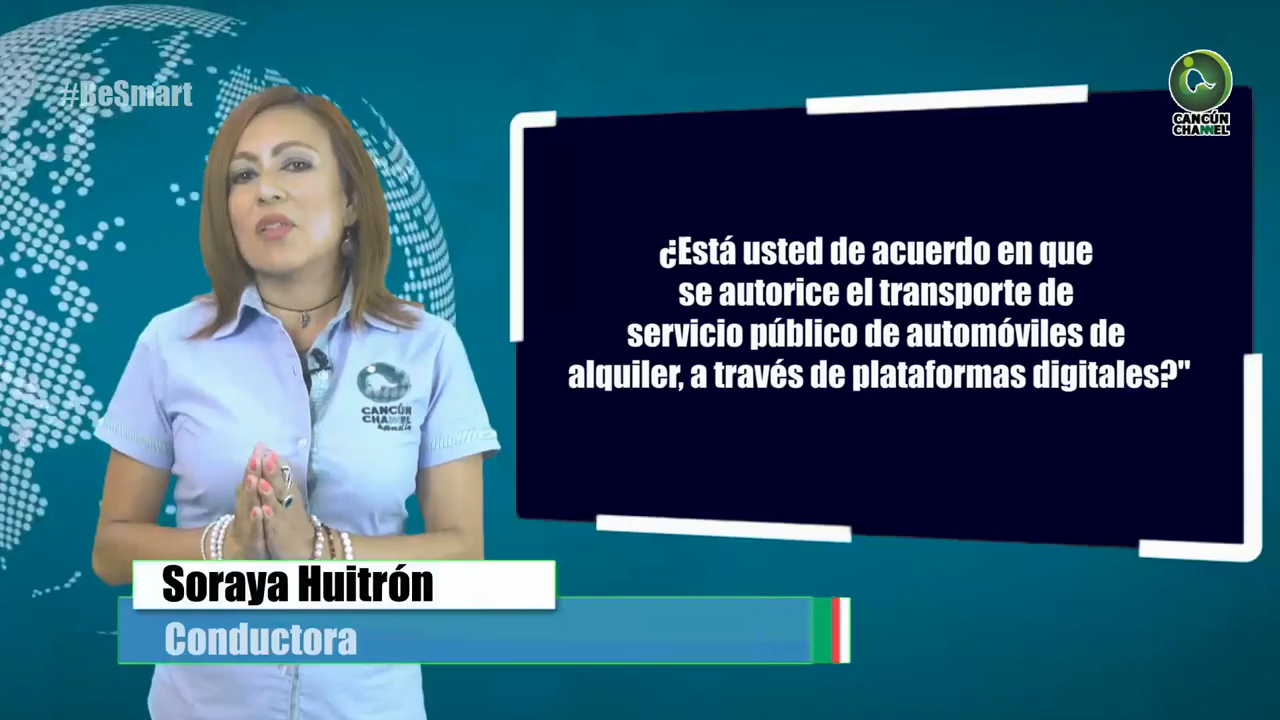 #BeSmart
CANCÚN
CHANNEL
¿Está usted de acuerdo en que
se autorice el transporte de
servicio público de automóviles de
alquiler, a través de plataformas digitales?"
CANCÚN
CHANNEL
Soraya Huitrón
Conductora